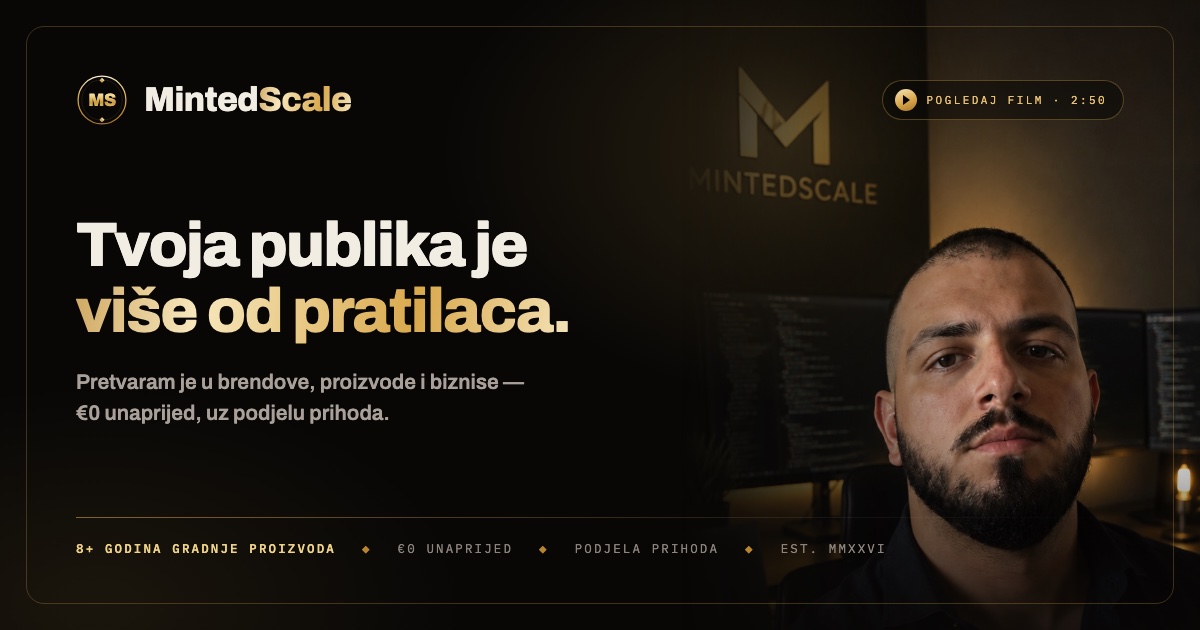 MS
MintedScale
MINTEDSCALE
POGLEDAJ FILM · 2:50
Tvoja publika je
više od pratilaca.
Pretvaram je u brendove, proizvode i biznise —
€0 unaprijed, uz podjelu prihoda.
8+ GODINA GRADNJE PROIZVODA ◆ €0 UNAPRIJED ◆ PODJELA PRIHODA ◆ EST. MMXXVI